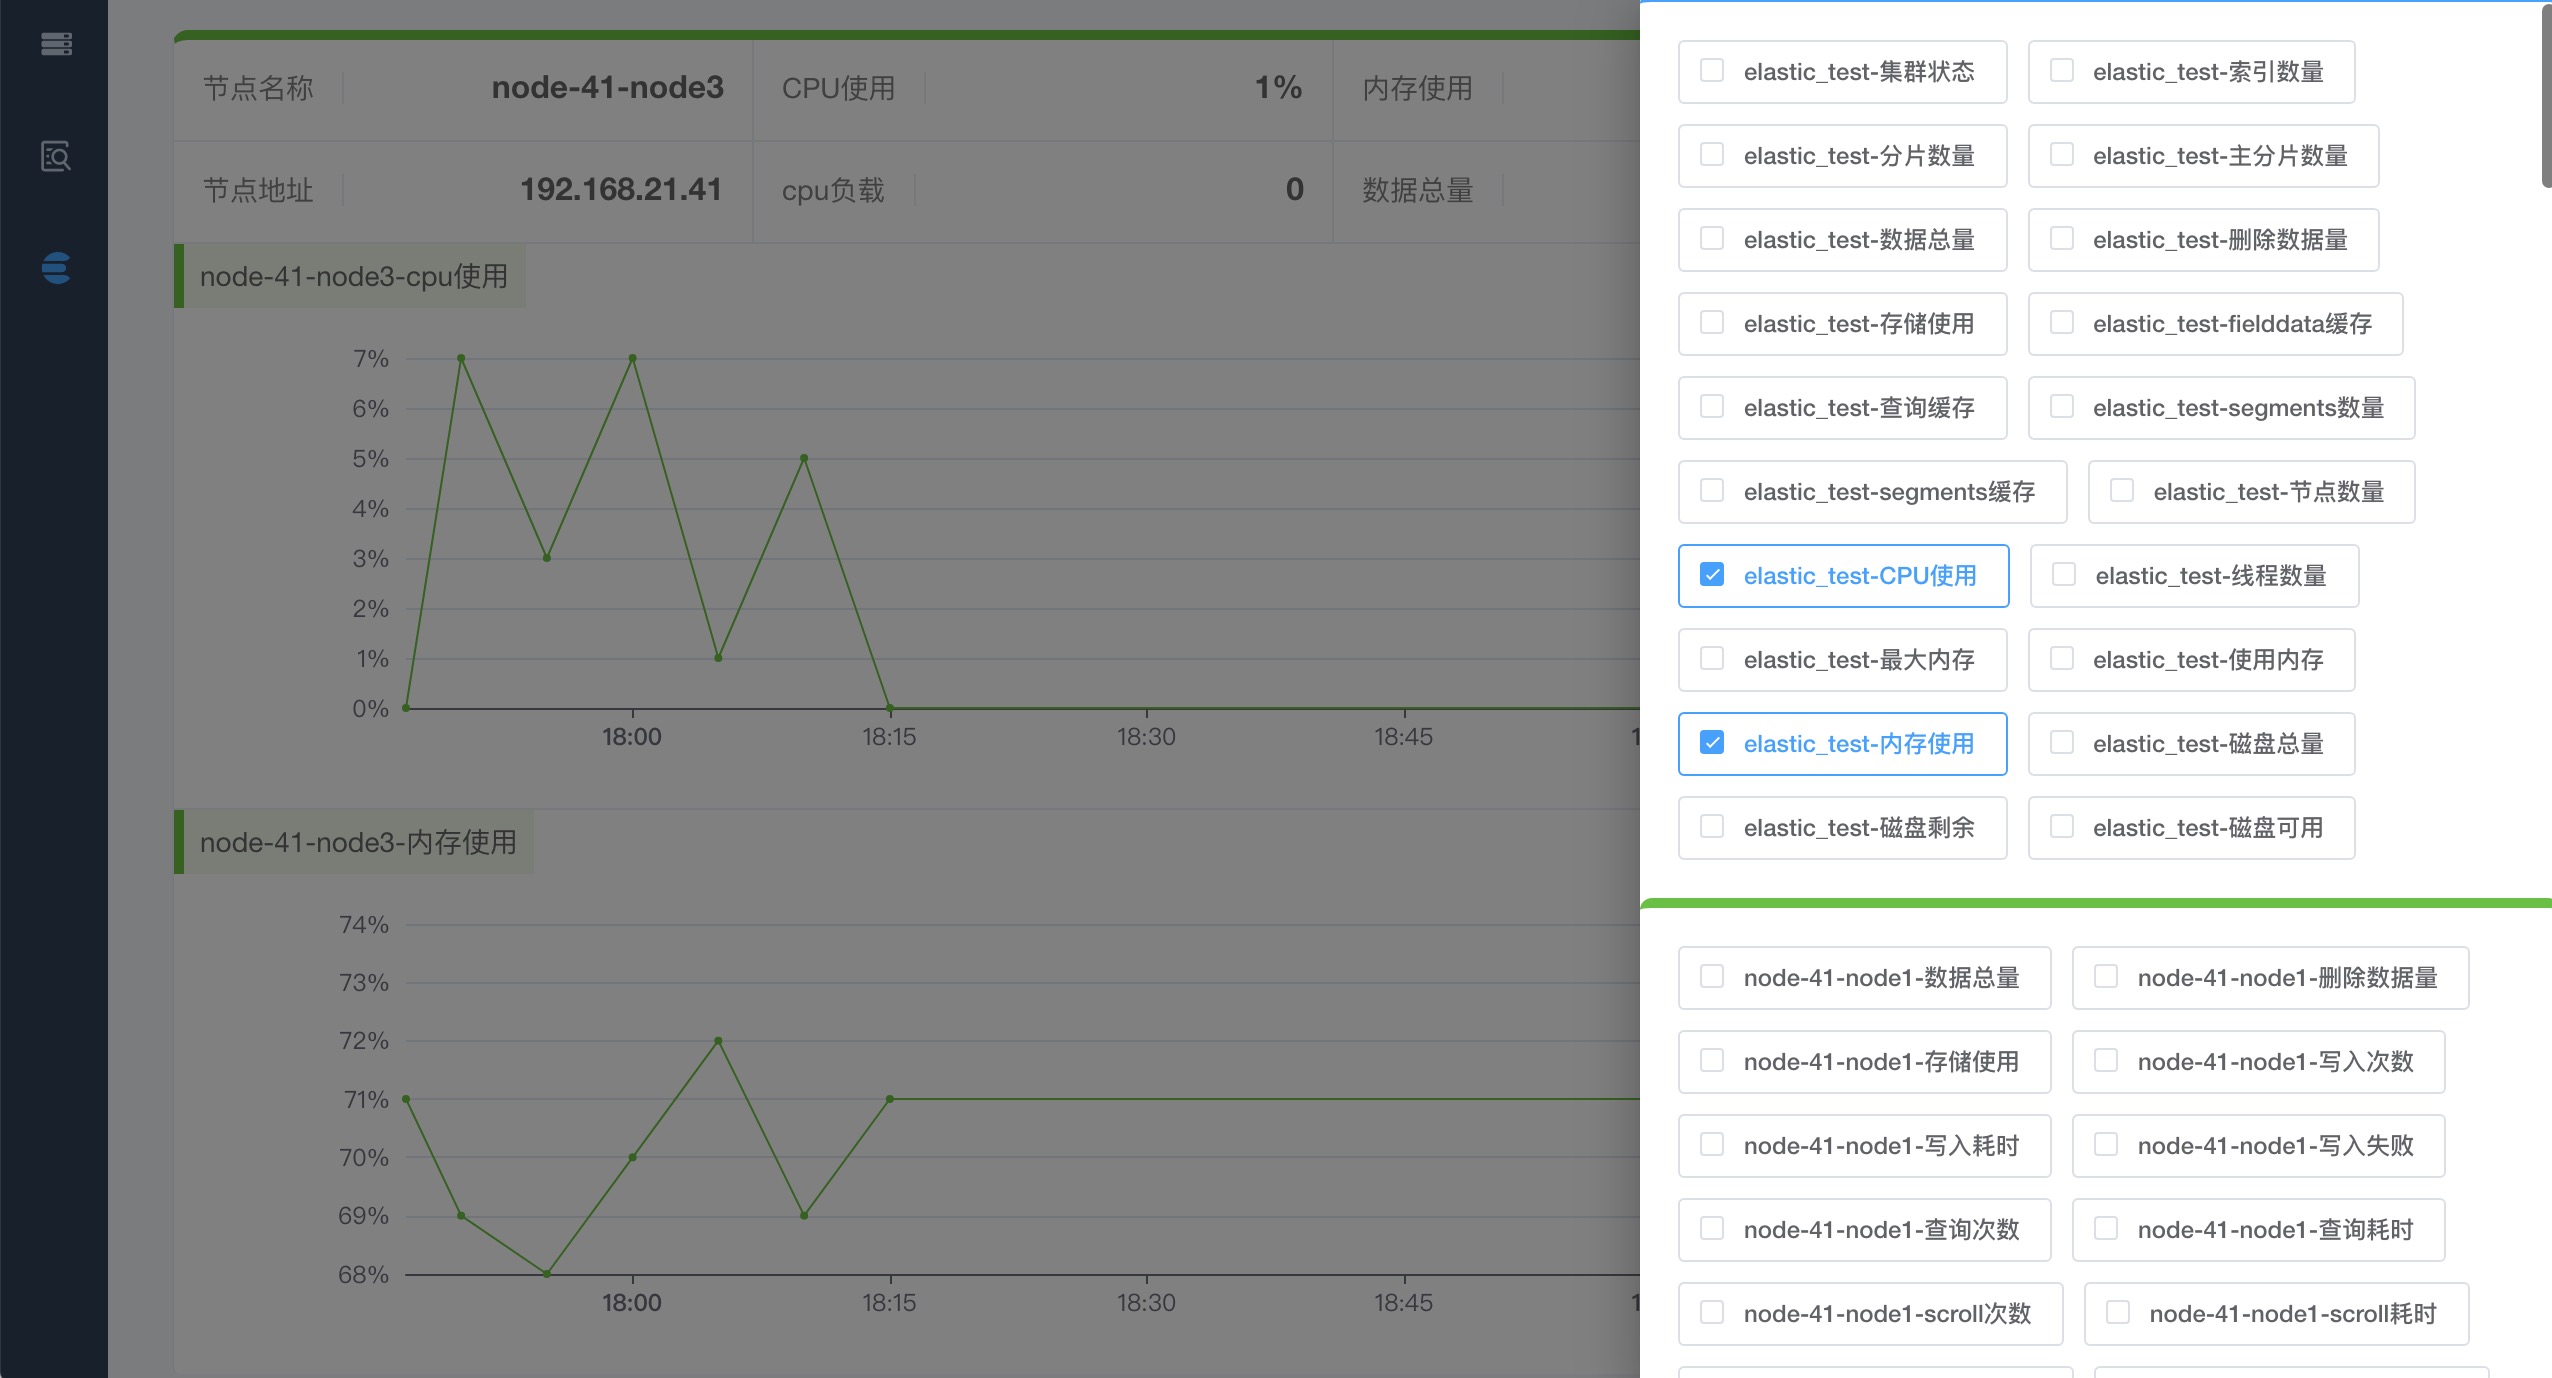 节点名称 node-41-node3 CPU使用 1% 内存使用
节点地址 192.168.21.41 cpu负载 0 数据总量
node-41-node3-cpu使用
7%
6%
5%
4%
3%
2%
1%
0%
18:00 18:15 18:30 18:45
node-41-node3-内存使用
74%
73%
72%
71%
70%
69%
68%
18:00 18:15 18:30 18:45
elastic_test-集群状态 elastic_test-索引数量
elastic_test-分片数量 elastic_test-主分片数量
elastic_test-数据总量 elastic_test-删除数据量
elastic_test-存储使用 elastic_test-fielddata缓存
elastic_test-查询缓存 elastic_test-segments数量
elastic_test-segments缓存 elastic_test-节点数量
elastic_test-CPU使用 elastic_test-线程数量
elastic_test-最大内存 elastic_test-使用内存
elastic_test-内存使用 elastic_test-磁盘总量
elastic_test-磁盘剩余 elastic_test-磁盘可用
node-41-node1-数据总量 node-41-node1-删除数据量
node-41-node1-存储使用 node-41-node1-写入次数
node-41-node1-写入耗时 node-41-node1-写入失败
node-41-node1-查询次数 node-41-node1-查询耗时
node-41-node1-scroll次数 node-41-node1-scroll耗时